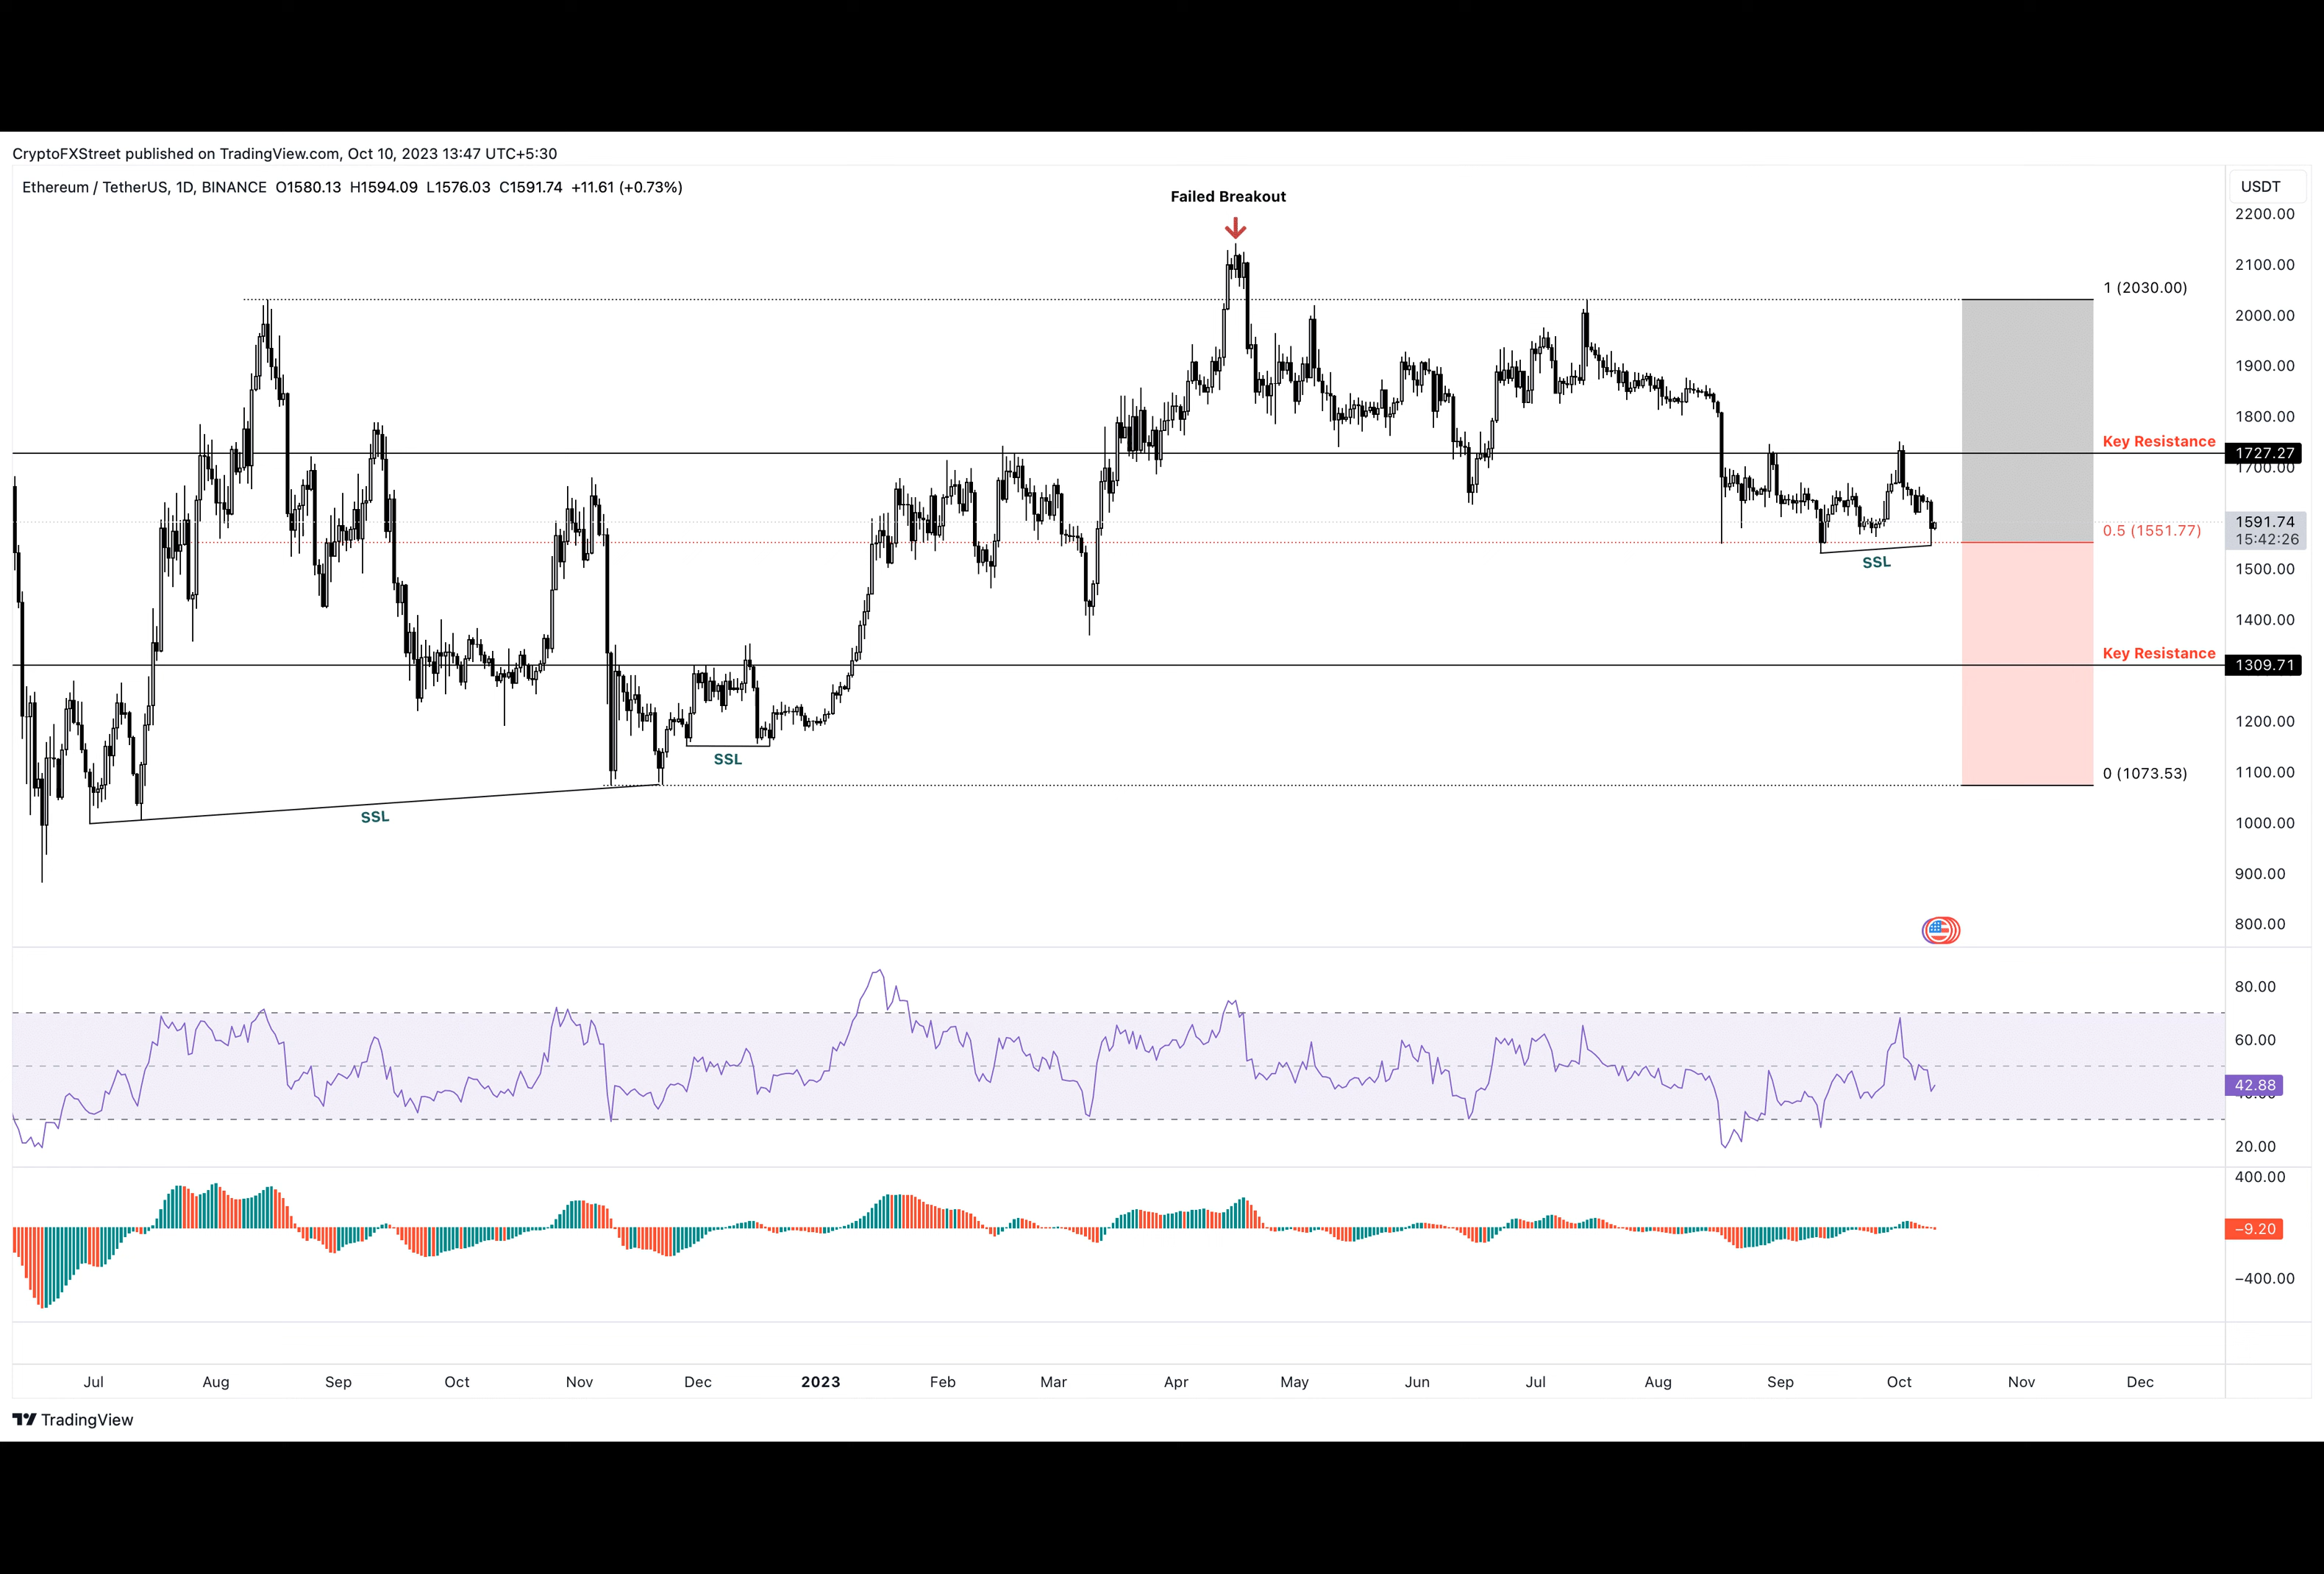 CryptoFXStreet published on TradingView.com, Oct 10, 2023 13:47 UTC+5:30
Ethereum / TetherUS, 1D, BINANCE O1580.13 H1594.09 L1576.03 C1591.74 +11.61 (+0.73%)
USDT
Failed Breakout
2200.00
2100.00
1 (2030.00)
2000.00
1900.00
1800.00
Key Resistance
1727.27
1700.00
1591.74
0.5 (1551.77)
15:42:26
SSL
1500.00
1400.00
Key Resistance
1309.71
1200.00
SSL
0 (1073.53)
1100.00
SSL
1000.00
900.00
800.00
80.00
60.00
42.88
20.00
400.00
−9.20
−400.00
Jul Aug Sep Oct Nov Dec 2023 Feb Mar Apr May Jun Jul Aug Sep Oct Nov Dec
TradingView